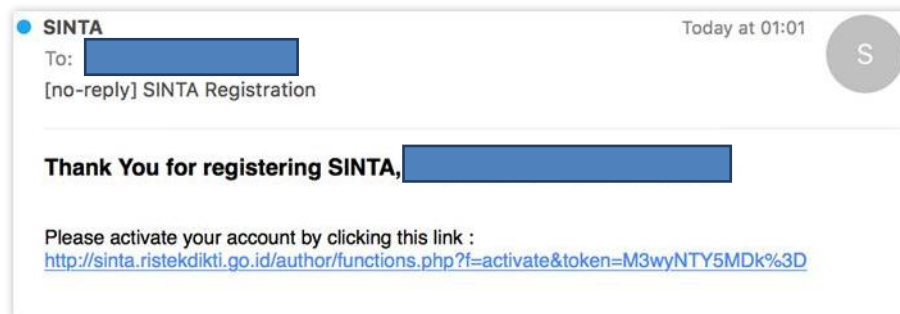 SINTA
Today at 01:01
S
To:
[no-reply] SINTA Registration
Thank You for registering SINTA,
Please activate your account by clicking this link :
http://sinta.ristekdikti.go.id/author/functions.php?f=activate&token=M3wyNTY5MDk%3D